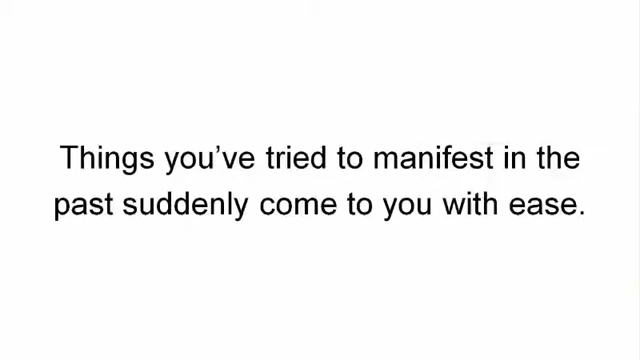 Things you’ve tried to manifest in the
past suddenly come to you with ease.